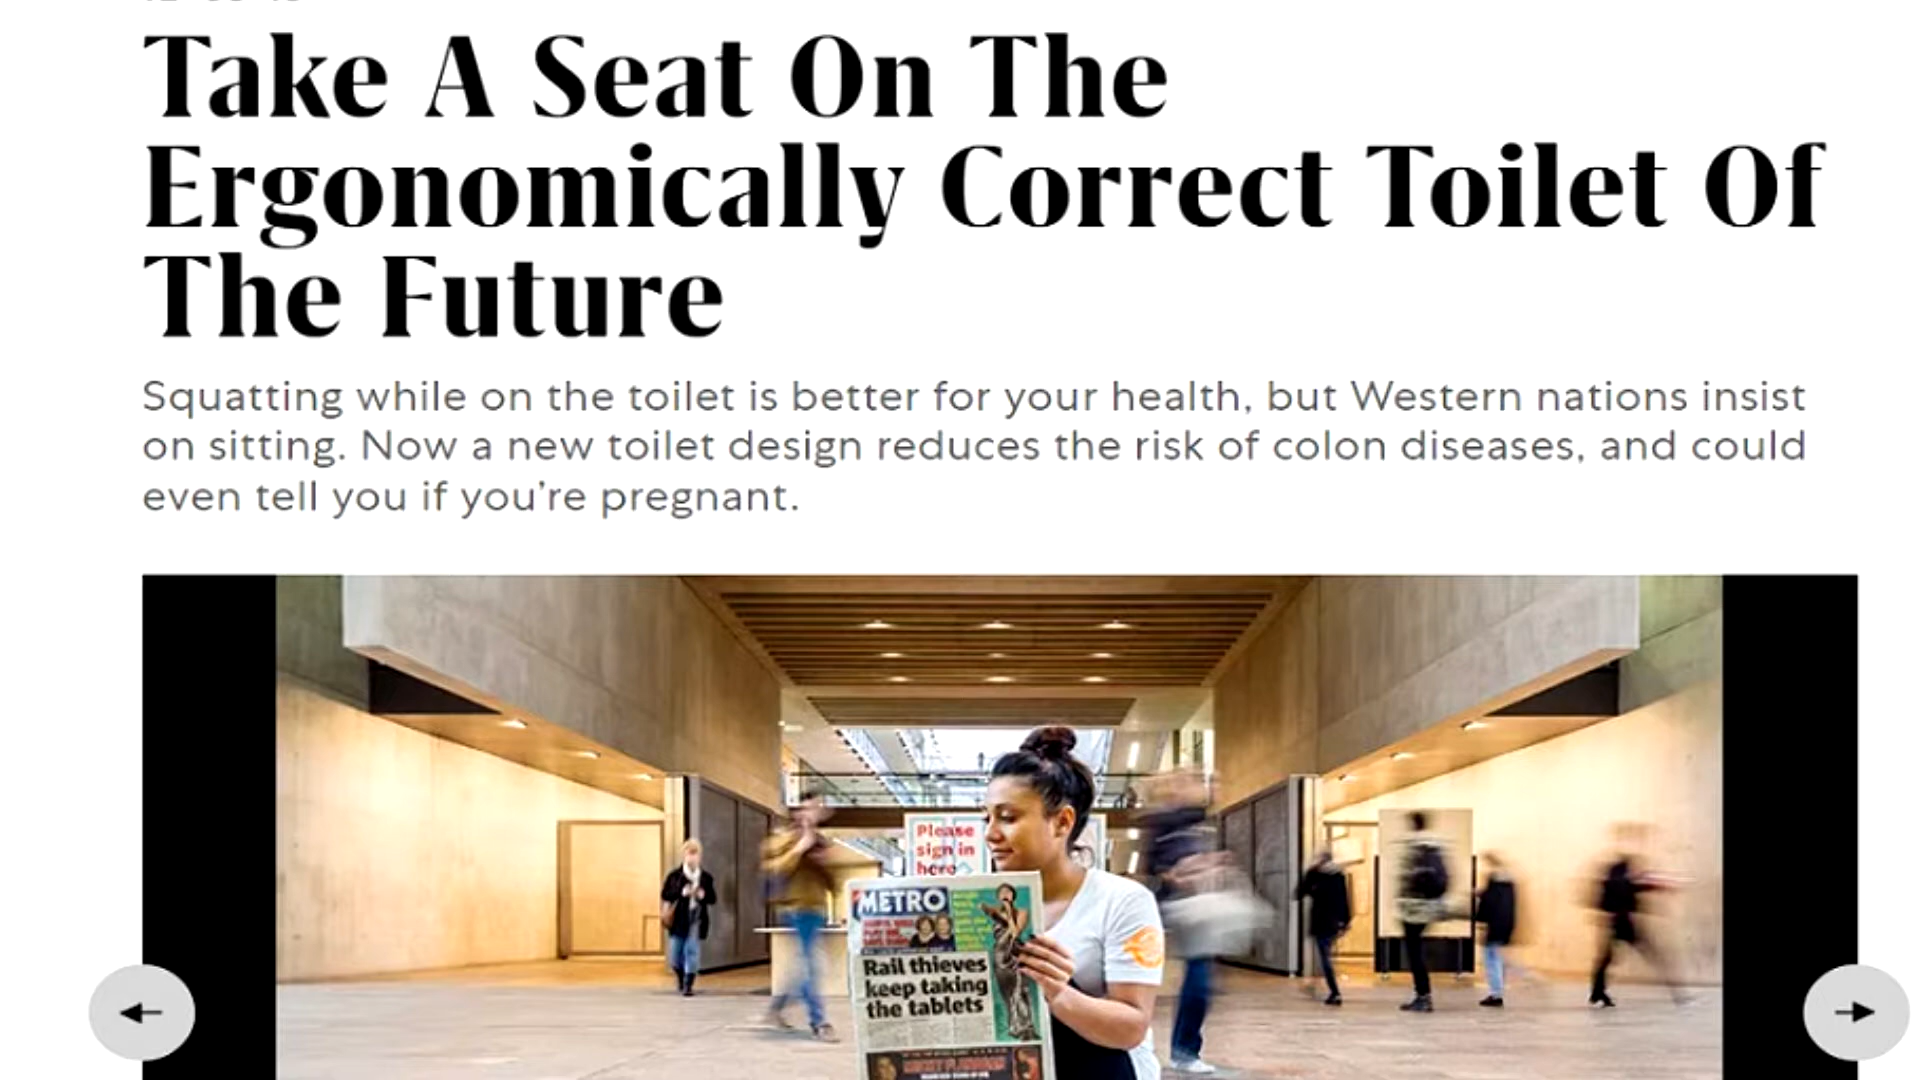 Take A Seat On The
Ergonomically Correct Toilet Of
The Future
Squatting while on the toilet is better for your health, but Western nations insist
on sitting. Now a new toilet design reduces the risk of colon diseases, and could
even tell you if you're pregnant.
Please
sign in
here
METRO
Rail thieves
keep taking
the tablets